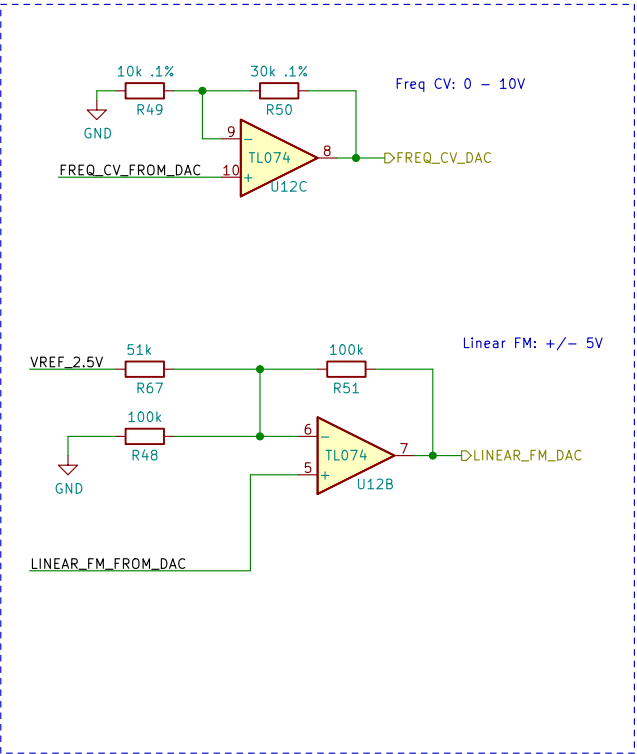 10k .1%
30k .1%
Freq CV: 0 - 10V
R49
R50
GND
9
-
TL074
8
FREQ_CV_DAC
FREQ_CV_FROM_DAC
10
+
U12C
Linear FM: +/- 5V
51k
100k
VREF_2.5V
R67
R51
100k
6
-
R48
TL074
7
LINEAR_FM_DAC
5
+
GND
U12B
LINEAR_FM_FROM_DAC